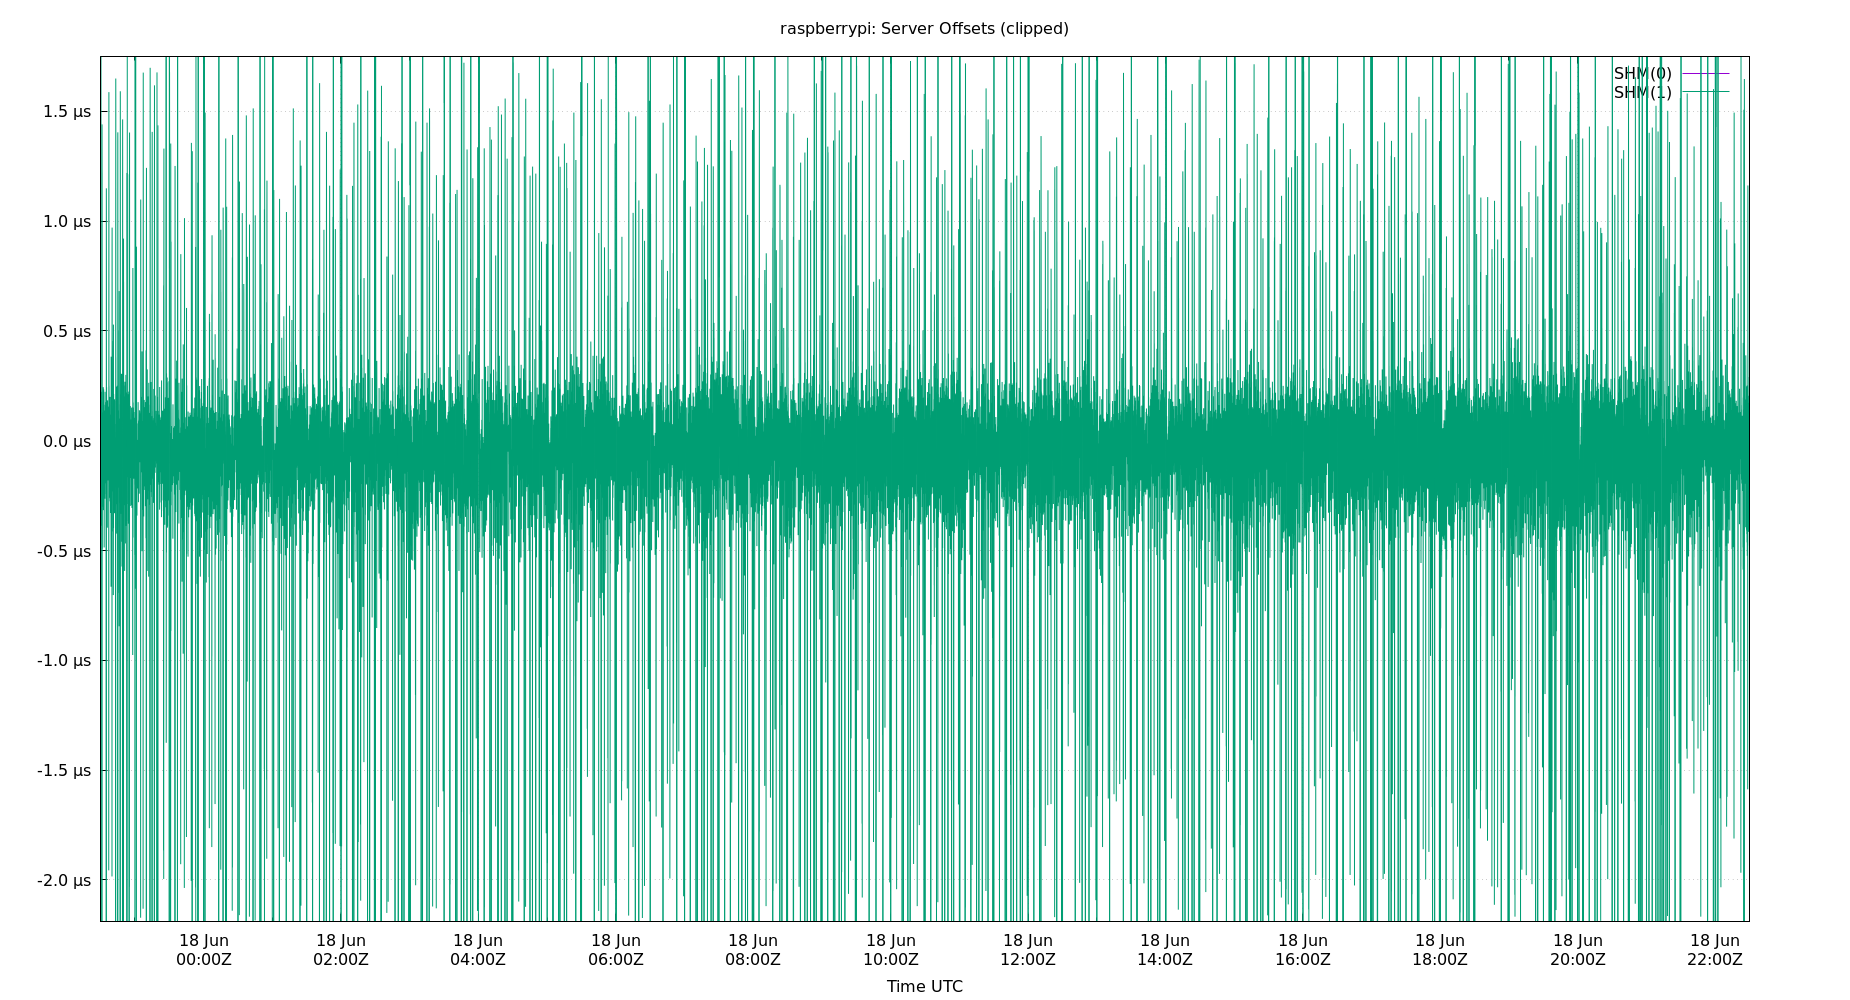 raspberrypi: Server Offsets (clipped)
SHM(0)
SHM(1)
1.5 µs
1.0 µs
0.5 µs
0.0 µs
-0.5 µs
-1.0 µs
-1.5 µs
-2.0 µs
18 Jun 18 Jun 18 Jun 18 Jun 18 Jun 18 Jun 18 Jun 18 Jun 18 Jun 18 Jun 18 Jun 18 Jun
00:00Z 02:00Z 04:00Z 06:00Z 08:00Z 10:00Z 12:00Z 14:00Z 16:00Z 18:00Z 20:00Z 22:00Z
Time UTC